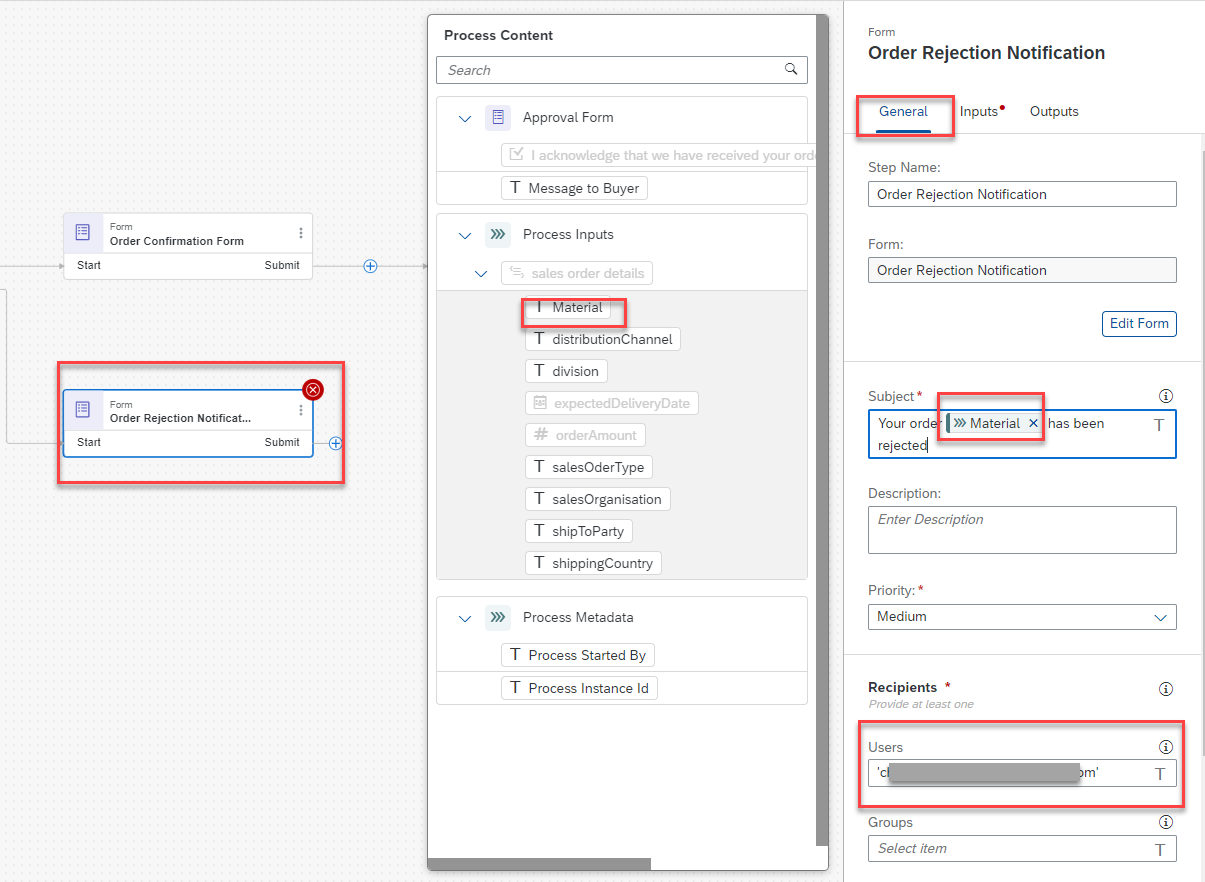 Form
Order Confirmation Form
Start
Submit
Form
Order Rejection Notificat...
Start
Submit
Process Content
Search
Approval Form
I acknowledge that we have received your
Message to Buyer
Process Inputs
sales order details
Material
distributionChannel
division
expectedDeliveryDate
# orderAmount
salesOderType
salesOrganisation
shipToParty
shippingCountry
Process Metadata
Process Started By
Process Instance Id
Form
Order Rejection Notification
General
Inputs
Outputs
Step Name:
Order Rejection Notification
Form:
Order Rejection Notification
Edit Form
Subject *
Your order Material × has been
rejected
Description:
Enter Description
Priority: *
Medium
Recipients *
Provide at least one
Users
Groups
Select item